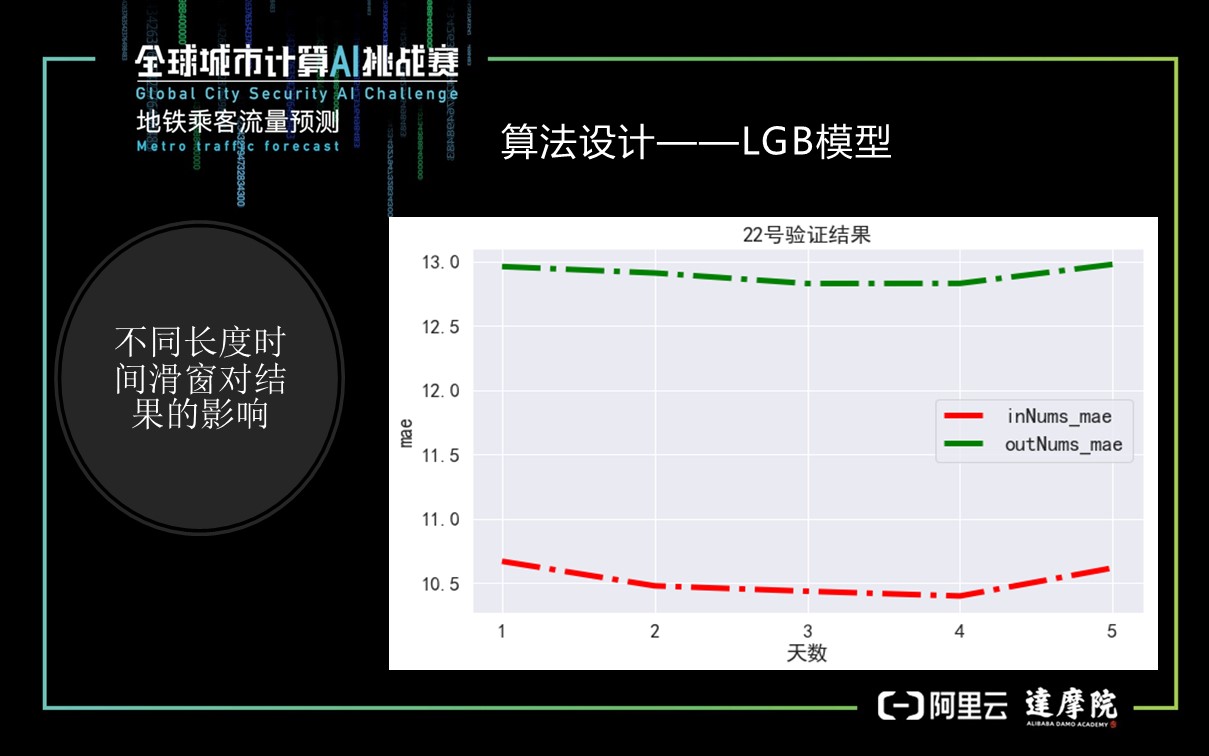 全球城市计算AI挑战赛
Global City Security AI Challenge
地铁乘客流量预测
Metro traffic forecast
算法设计——LGB模型
不同长度时
间滑窗对结
果的影响
22号验证结果
13.0
12.5
12.0
11.5
11.0
10.5
mae
inNums_mae
outNums_mae
1 2 3 4 5
天数
阿里云
達摩院
ALIBABA DAMO ACADEMY